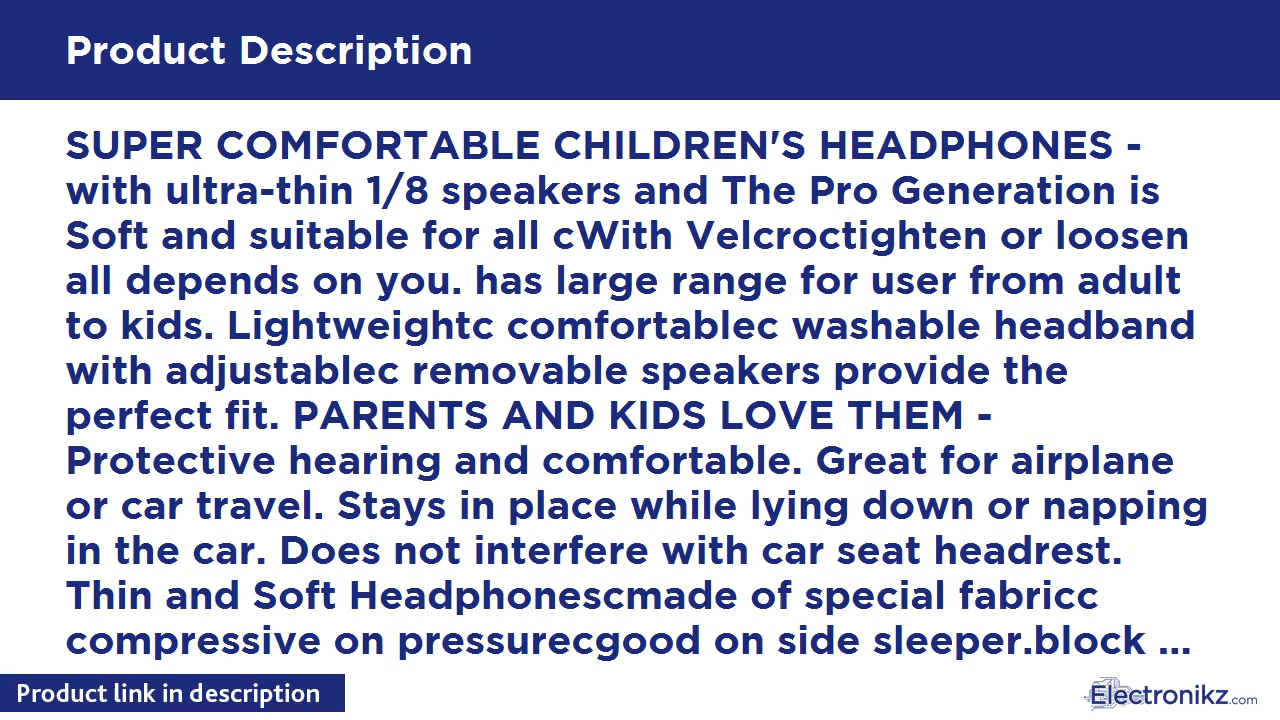 Product Description
SUPER COMFORTABLE CHILDREN'S HEADPHONES -
with ultra-thin 1/8 speakers and The Pro Generation is
Soft and suitable for all cWith Velcroctighten or loosen
all depends on you. has large range for user from adult
to kids. Lightweightc comfortablec washable headband
with adjustablec removable speakers provide the
perfect fit. PARENTS AND KIDS LOVE THEM -
Protective hearing and comfortable. Great for airplane
or car travel. Stays in place while lying down or napping
in the car. Does not interfere with car seat headrest.
Thin and Soft Headphonescmade of special fabricc
compressive on pressurecgood on side sleeper.block ...
Product link in description
Electronikz.com